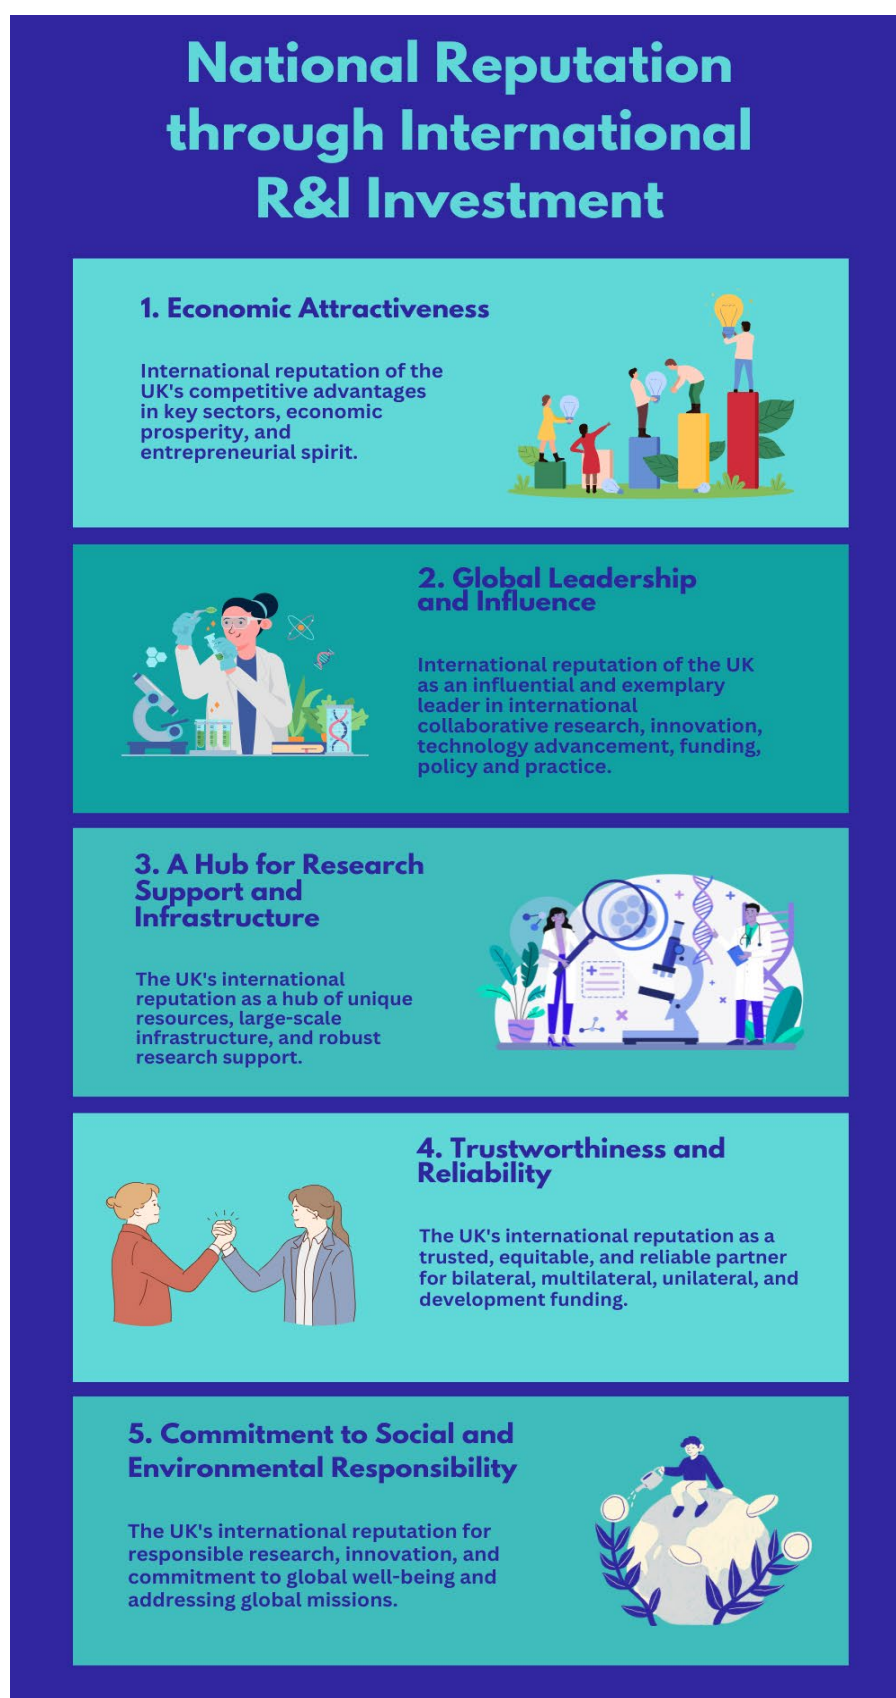 National Reputation
through International
R&I Investment
1. Economic Attractiveness
International reputation of the
UK's competitive advantages
in key sectors, economic
prosperity, and
entrepreneurial spirit.
2. Global Leadership
and Influence
International reputation of the UK
as an influential and exemplary
leader in international
collaborative research, innovation,
technology advancement, funding,
policy and practice.
3. A Hub for Research
Support and
Infrastructure
The UK's international
reputation as a hub of unique
resources, large-scale
infrastructure, and robust
research support.
4. Trustworthiness and
Reliability
The UK's international reputation as a
trusted, equitable, and reliable partner
for bilateral, multilateral, unilateral, and
development funding.
5. Commitment to Social and
Environmental Responsibility
The UK's international reputation for
responsible research, innovation, and
commitment to global well-being and
addressing global missions.